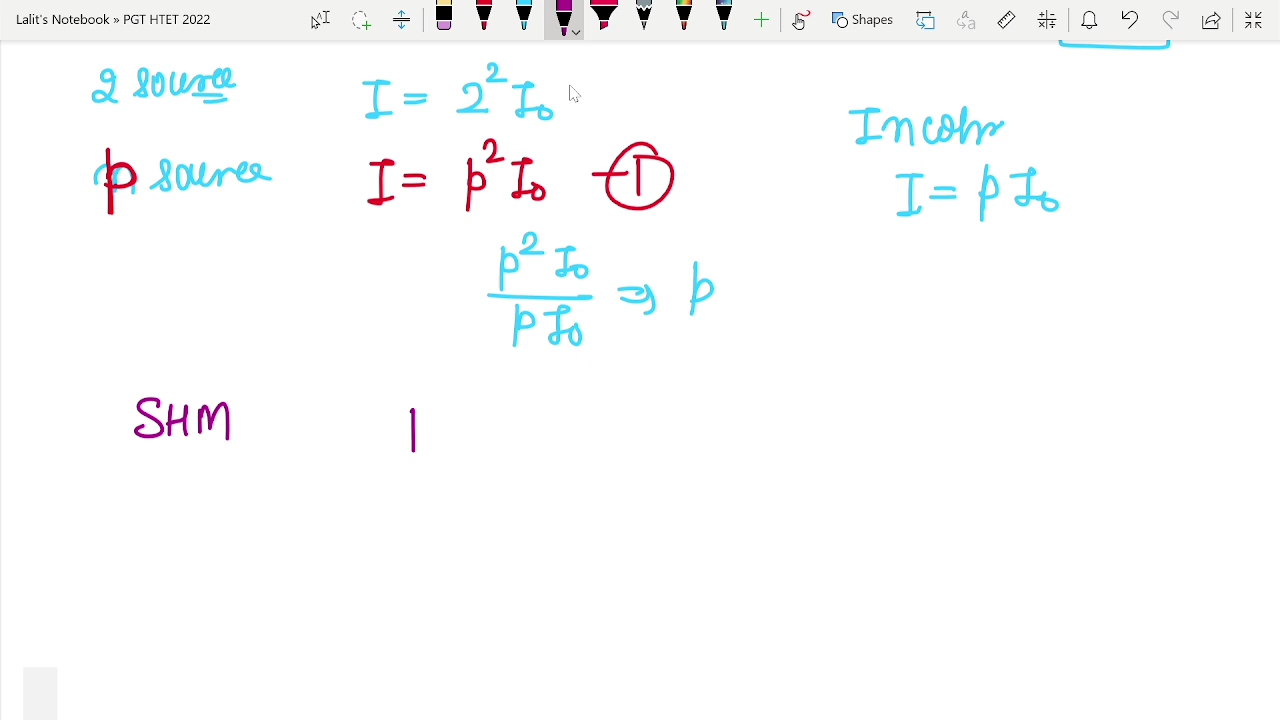 Lalit's Notebook » PGT HTET 2022
Shapes
2 source I = 2² I₀
Incohr
p source I = p² I₀ — ①
I = p I₀
p² I₀
———— ⇒ p
p I₀
SHM |